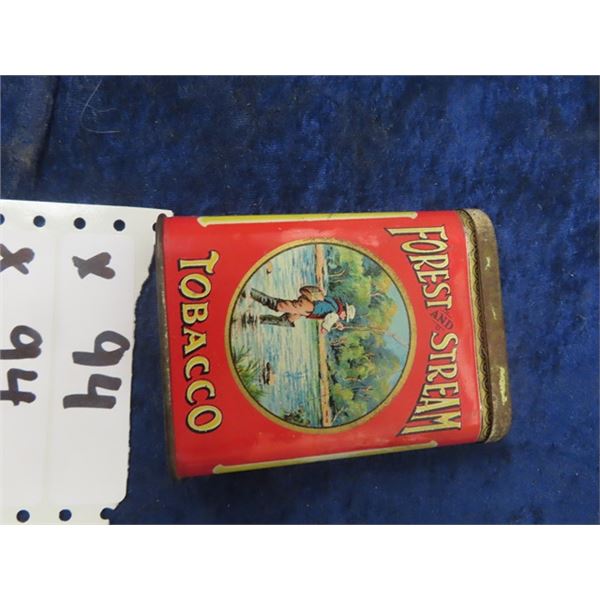 FOREST AND STREAM
TOBACCO
X 94
X 94